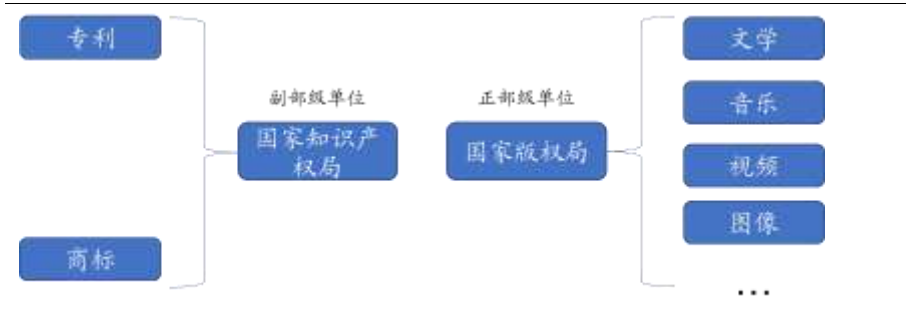 专利
商标
副部级单位
国家知识产
权局
正部级单位
国家版权局
文学
音乐
视频
图像
...